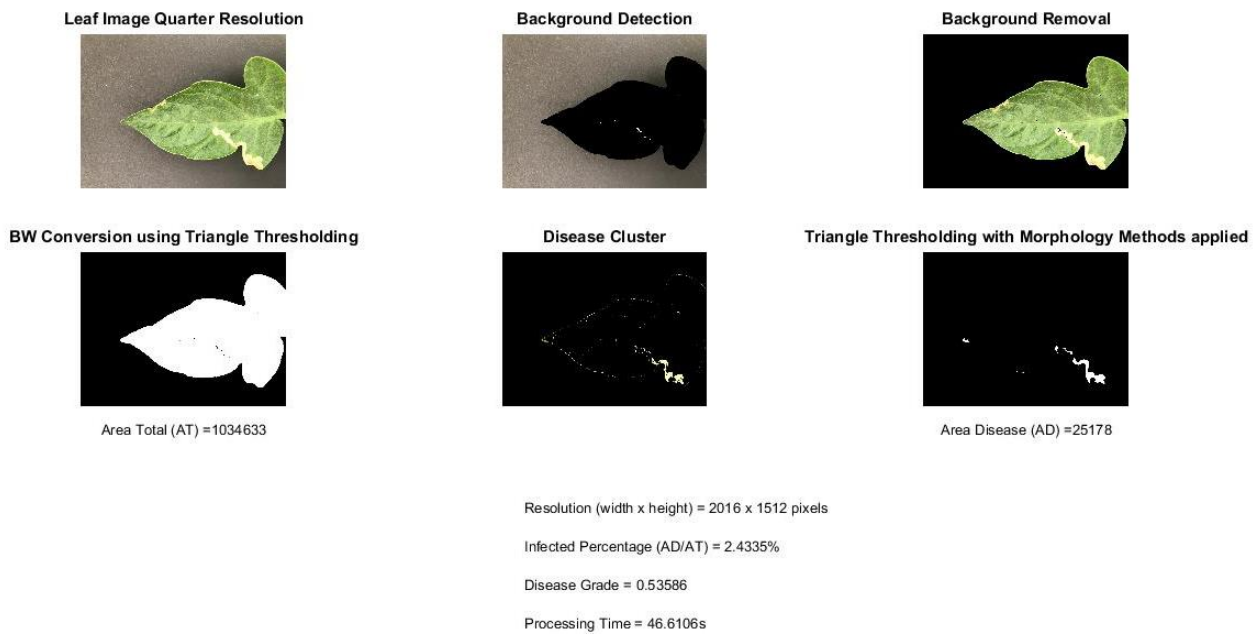 Leaf Image Quarter Resolution
Background Detection
Background Removal
BW Conversion using Triangle Thresholding
Disease Cluster
Triangle Thresholding with Morphology Methods applied
Area Total (AT) =1034633
Area Disease (AD) =25178
Resolution (width x height) = 2016 x 1512 pixels
Infected Percentage (AD/AT) = 2.4335%
Disease Grade = 0.53586
Processing Time = 46.6106s